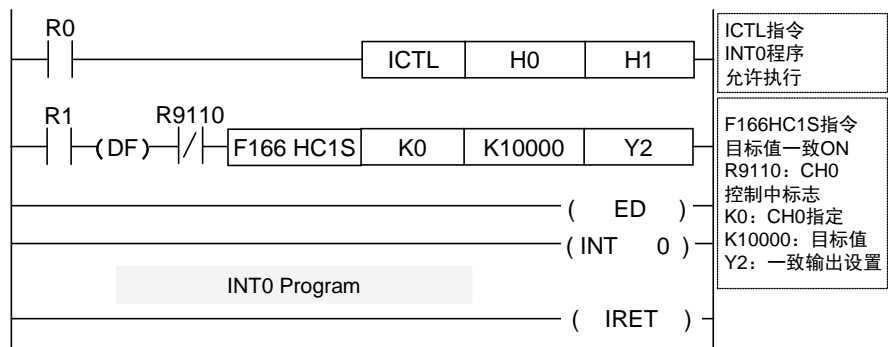 R0
ICTL H0 H1
ICTL指令
INT0程序
允许执行
R1 (DF) R9110 F166 HC1S K0 K10000 Y2
F166HC1S指令
目标值一致ON
R9110：CH0
控制中标志
K0：CH0指定
K10000：目标值
Y2：一致输出设置
( ED )
( INT 0 )
INT0 Program
( IRET )